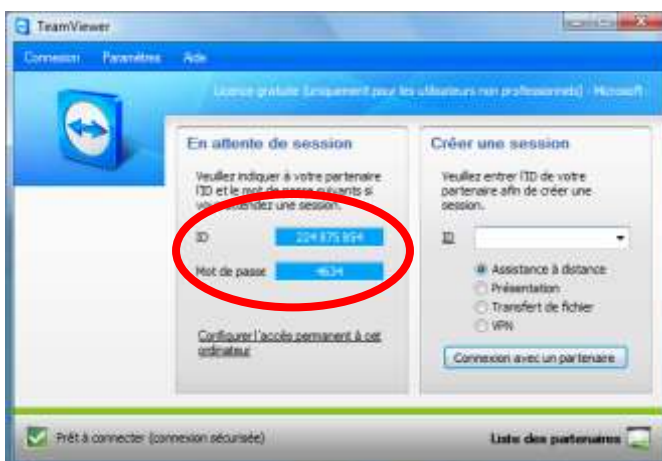 TeamViewer
Connexion Paramètres Aide
Licence gratuite (uniquement pour les utilisateurs non professionnels) - Microsoft
En attente de session
Veuillez indiquer à votre partenaire
l'ID et le mot de passe suivants si
vous attendez une session.
ID 224 875 854
Mot de passe 4634
Configurer l'accès permanent à cet
ordinateur
Créer une session
Veuillez entrer l'ID de votre
partenaire afin de créer une
session.
ID
Assistance à distance
Présentation
Transfert de fichier
VPN
Connexion avec un partenaire
Prêt à connecter (connexion sécurisée)
Liste des partenaires